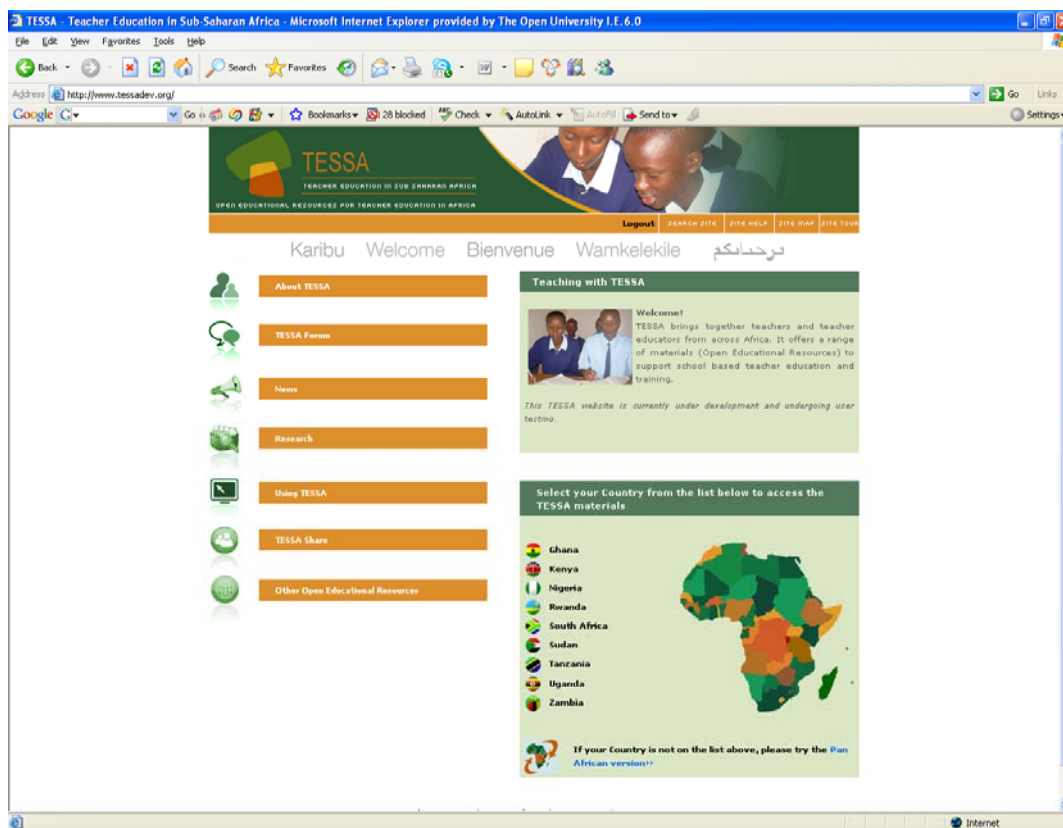 TESSA - Teacher Education in Sub-Saharan Africa - Microsoft Internet Explorer provided by The Open University I.E.6.0
File Edit View Favorites Tools Help
Back Search Favorites
Address http://www.tessadev.org/ Go Links
Google Go Bookmarks 28 blocked Check AutoLink AutoFill Send to Settings
TESSA
TEACHER EDUCATION IN SUB SAHARAN AFRICA
OPEN EDUCATIONAL RESOURCES FOR TEACHER EDUCATION IN AFRICA
Logout SEARCH SITE SITE HELP SITE MAP SITE TOUR
Karibu Welcome Bienvenue Wamkelekile
About TESSA
TESSA Forum
News
Research
Using TESSA
TESSA Share
Other Open Educational Resources
Teaching with TESSA
Welcome!
TESSA brings together teachers and teacher
educators from across Africa. It offers a range
of materials (Open Educational Resources) to
support school based teacher education and
training.
This TESSA website is currently under development and undergoing user
testing.
Select your Country from the list below to access the
TESSA materials
Ghana
Kenya
Nigeria
Rwanda
South Africa
Sudan
Tanzania
Uganda
Zambia
If your Country is not on the list above, please try the Pan
African version>>
Internet